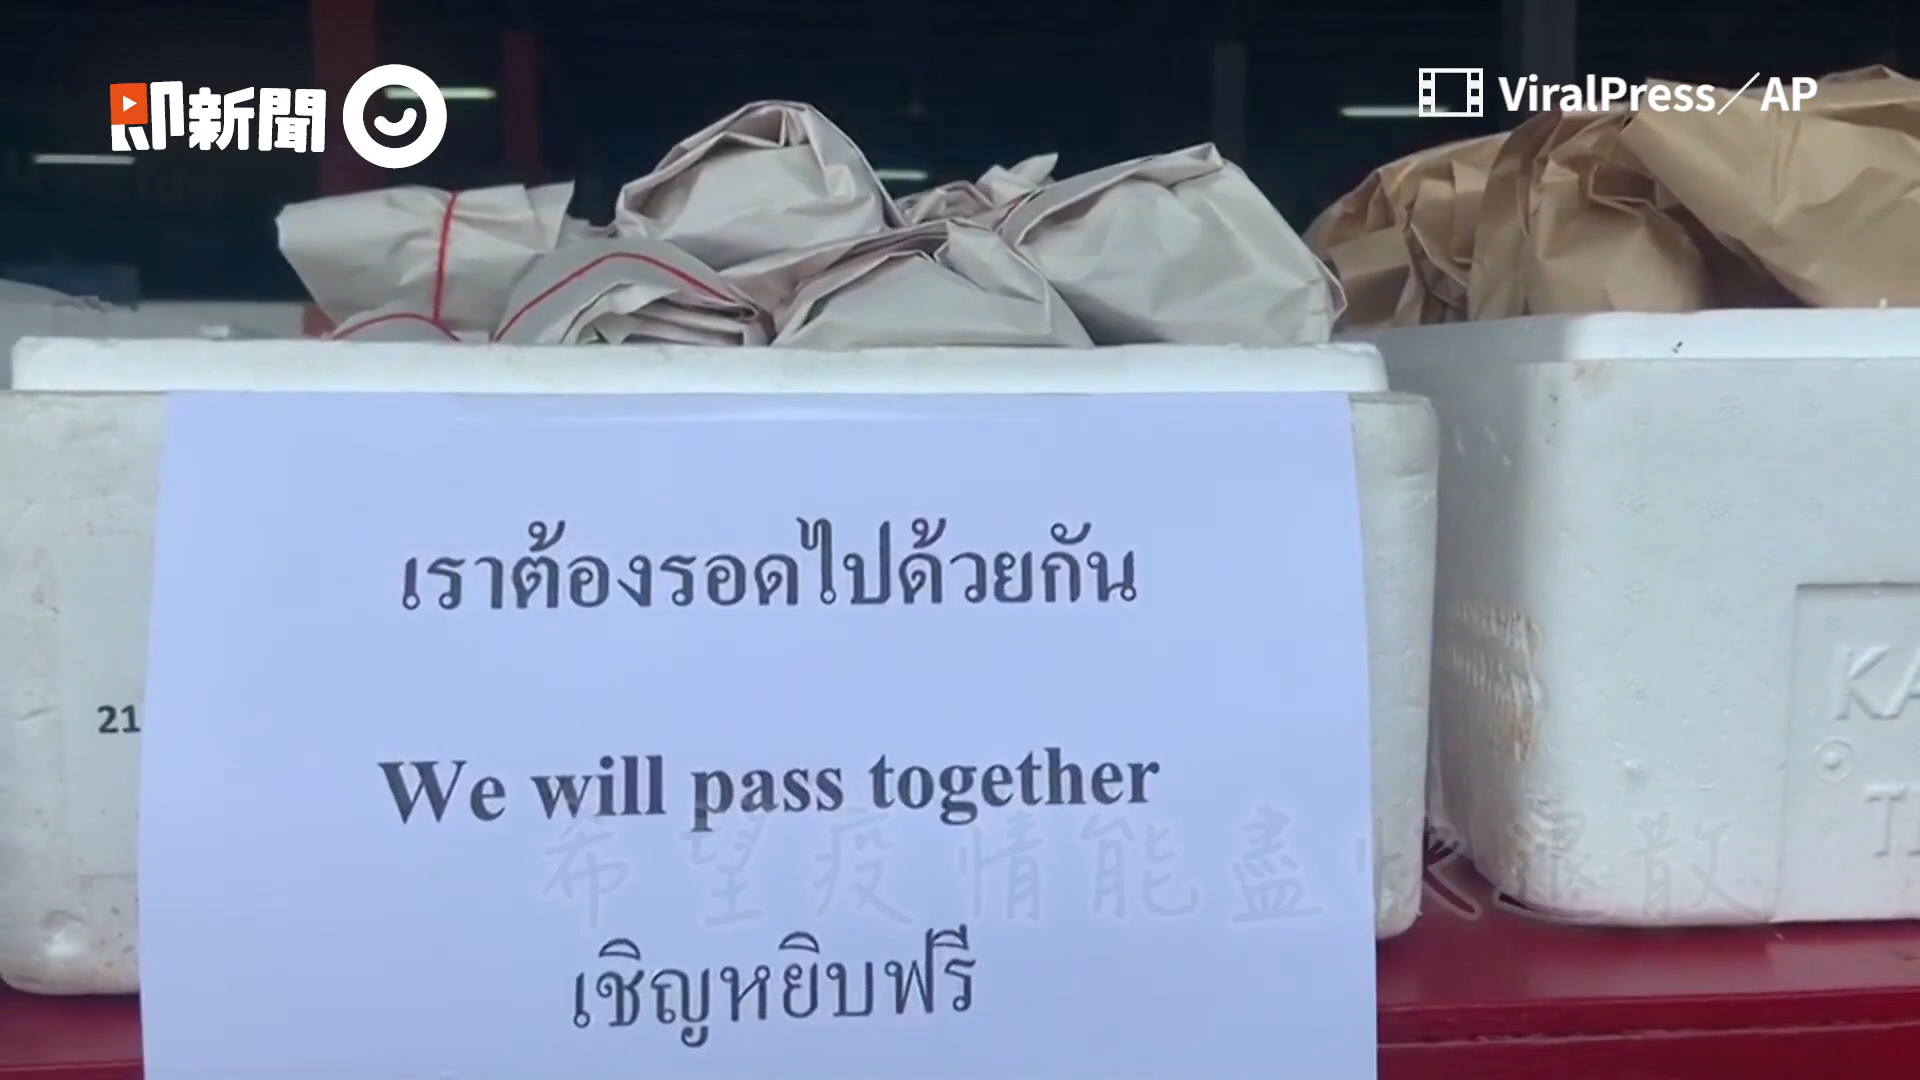 即新聞
ViralPress／AP
เราต้องรอดไปด้วยกัน
21
We will pass together
希望疫情能盡快退散
เชิญหยิบฟรี
KA